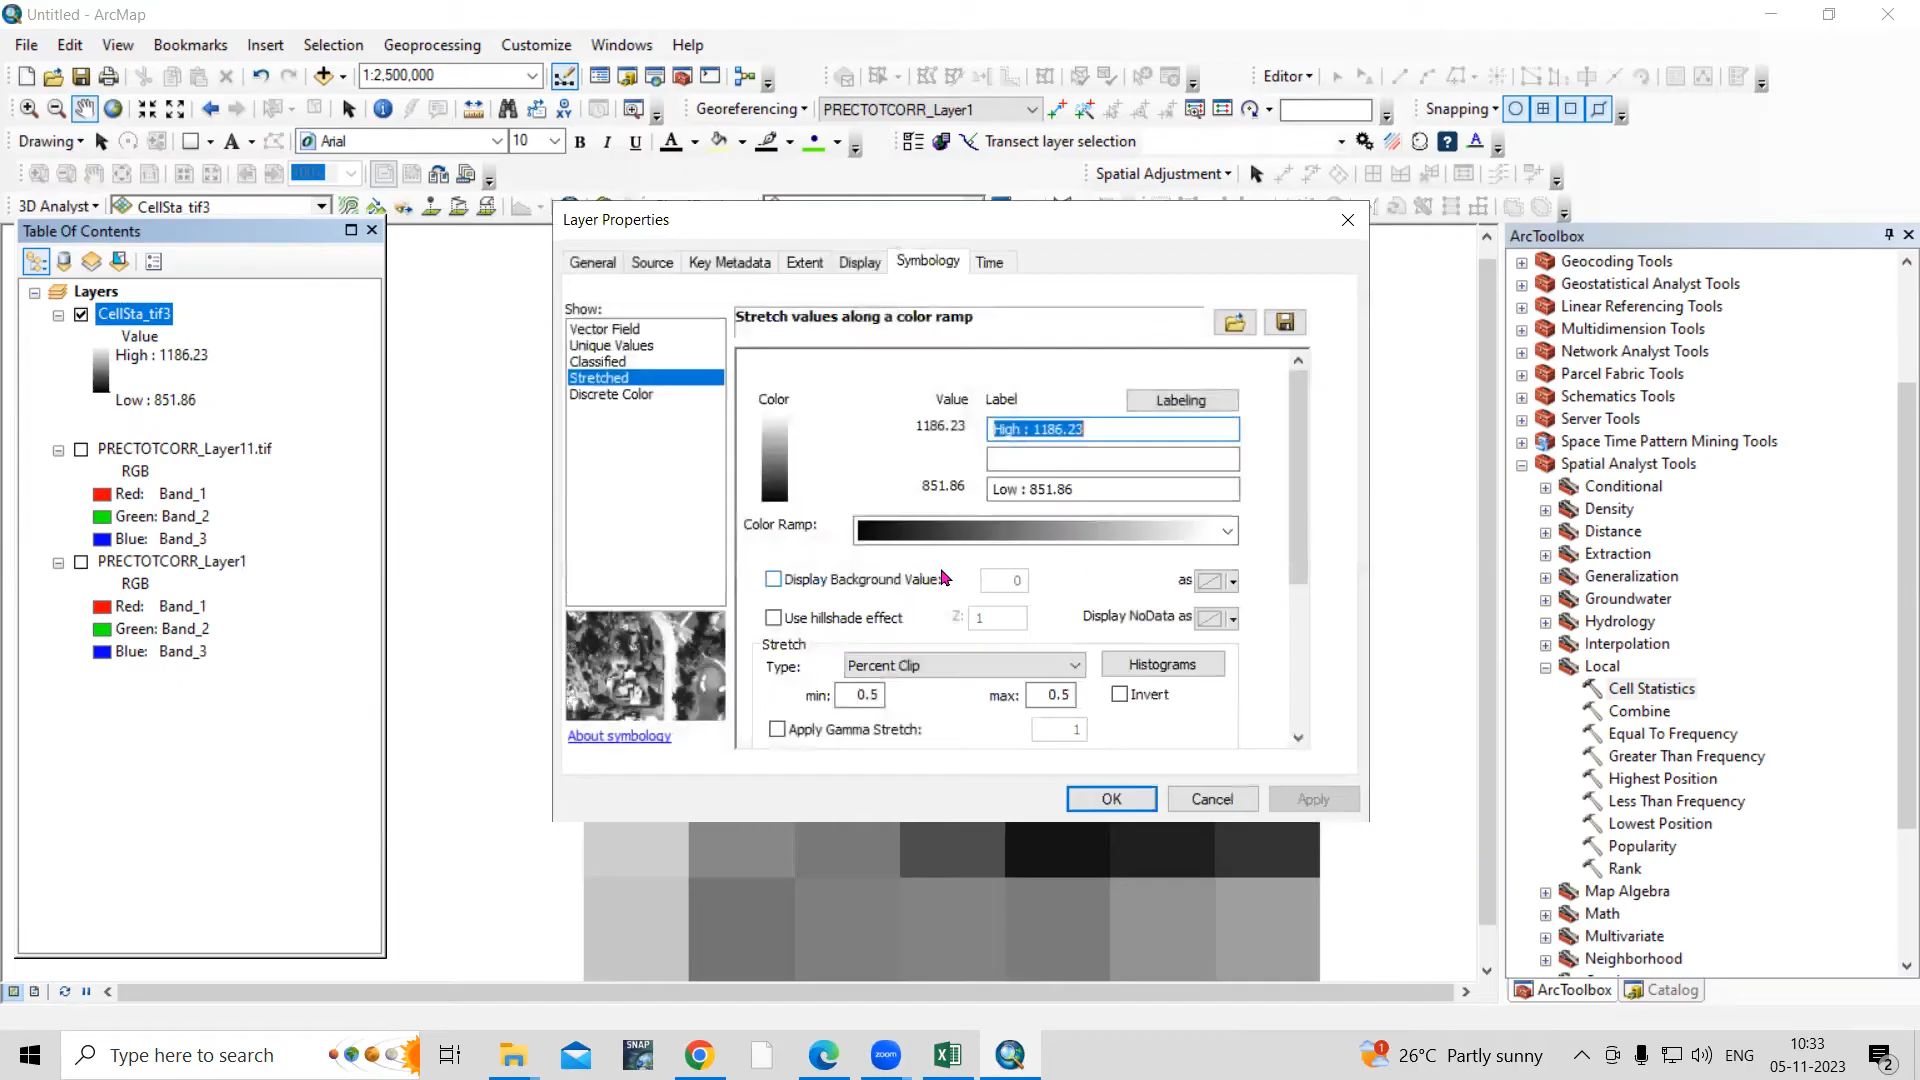 Untitled - ArcMap
File Edit View Bookmarks Insert Selection Geoprocessing Customize Windows Help
1:2,500,000
Editor
Georeferencing PRECTOTCORR_Layer1
Snapping
Drawing Arial 10 B I U A
Transect layer selection
Spatial Adjustment
3D Analyst CellSta_tif3
Table Of Contents
Layers
CellSta_tif3
Value
High : 1186.23
Low : 851.86
PRECTOTCORR_Layer11.tif
RGB
Red: Band_1
Green: Band_2
Blue: Band_3
PRECTOTCORR_Layer1
RGB
Red: Band_1
Green: Band_2
Blue: Band_3
Layer Properties
General Source Key Metadata Extent Display Symbology Time
Show:
Vector Field
Unique Values
Classified
Stretched
Discrete Color
About symbology
Stretch values along a color ramp
Color Value Label Labeling
1186.23 High : 1186.23
851.86 Low : 851.86
Color Ramp:
Display Background Value: 0 as
Use hillshade effect Z: 1 Display NoData as
Stretch
Type: Percent Clip Histograms
min: 0.5 max: 0.5 Invert
Apply Gamma Stretch: 1
OK Cancel Apply
ArcToolbox
Geocoding Tools
Geostatistical Analyst Tools
Linear Referencing Tools
Multidimension Tools
Network Analyst Tools
Parcel Fabric Tools
Schematics Tools
Server Tools
Space Time Pattern Mining Tools
Spatial Analyst Tools
Conditional
Density
Distance
Extraction
Generalization
Groundwater
Hydrology
Interpolation
Local
Cell Statistics
Combine
Equal To Frequency
Greater Than Frequency
Highest Position
Less Than Frequency
Lowest Position
Popularity
Rank
Map Algebra
Math
Multivariate
Neighborhood
ArcToolbox Catalog
Type here to search
SNAP
zoom
1
26°C Partly sunny
ENG
10:33
05-11-2023
2